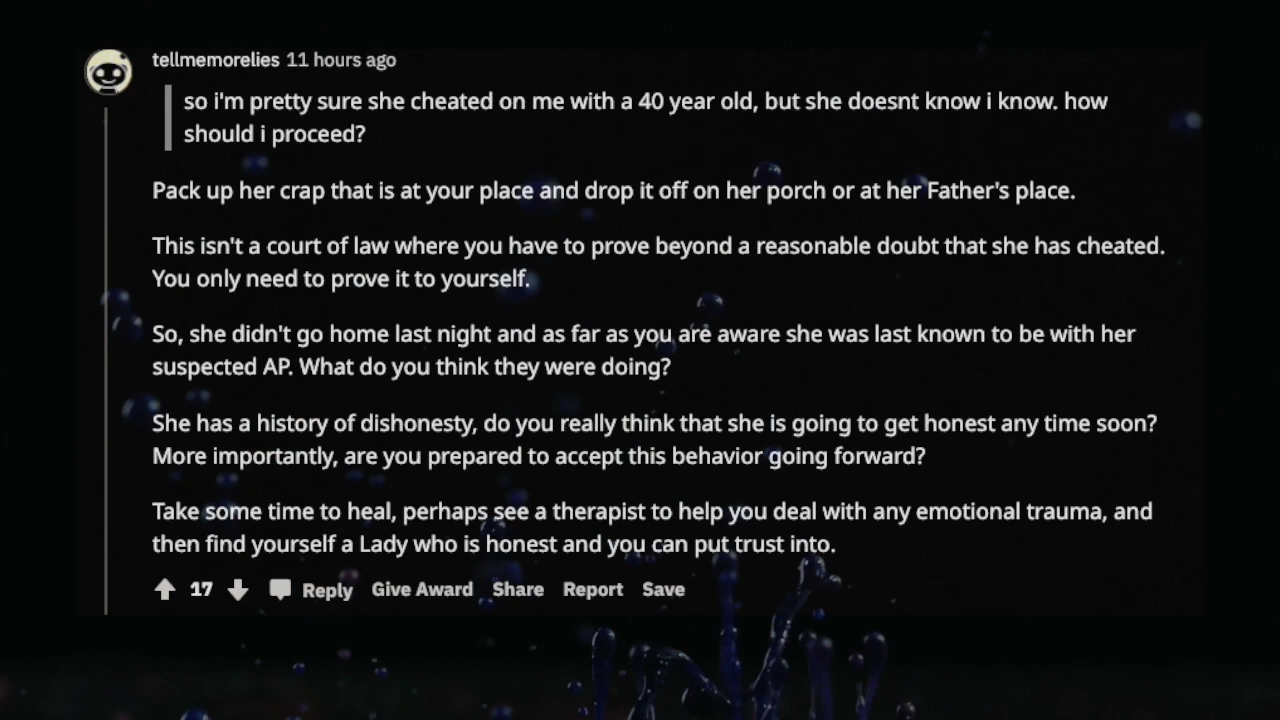 tellmemorelies 11 hours ago
so i'm pretty sure she cheated on me with a 40 year old, but she doesnt know i know. how
should i proceed?
Pack up her crap that is at your place and drop it off on her porch or at her Father's place.
This isn't a court of law where you have to prove beyond a reasonable doubt that she has cheated.
You only need to prove it to yourself.
So, she didn't go home last night and as far as you are aware she was last known to be with her
suspected AP. What do you think they were doing?
She has a history of dishonesty, do you really think that she is going to get honest any time soon?
More importantly, are you prepared to accept this behavior going forward?
Take some time to heal, perhaps see a therapist to help you deal with any emotional trauma, and
then find yourself a Lady who is honest and you can put trust into.
17 Reply Give Award Share Report Save